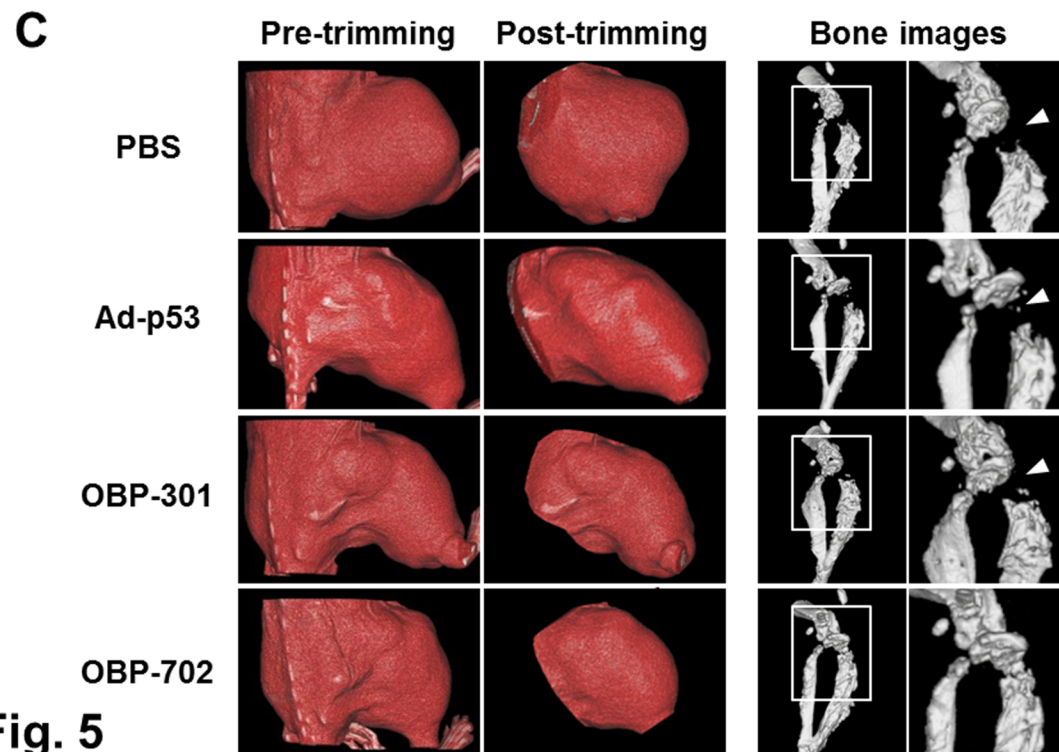 C
Pre-trimming Post-trimming Bone images
PBS
Ad-p53
OBP-301
OBP-702
Fig. 5